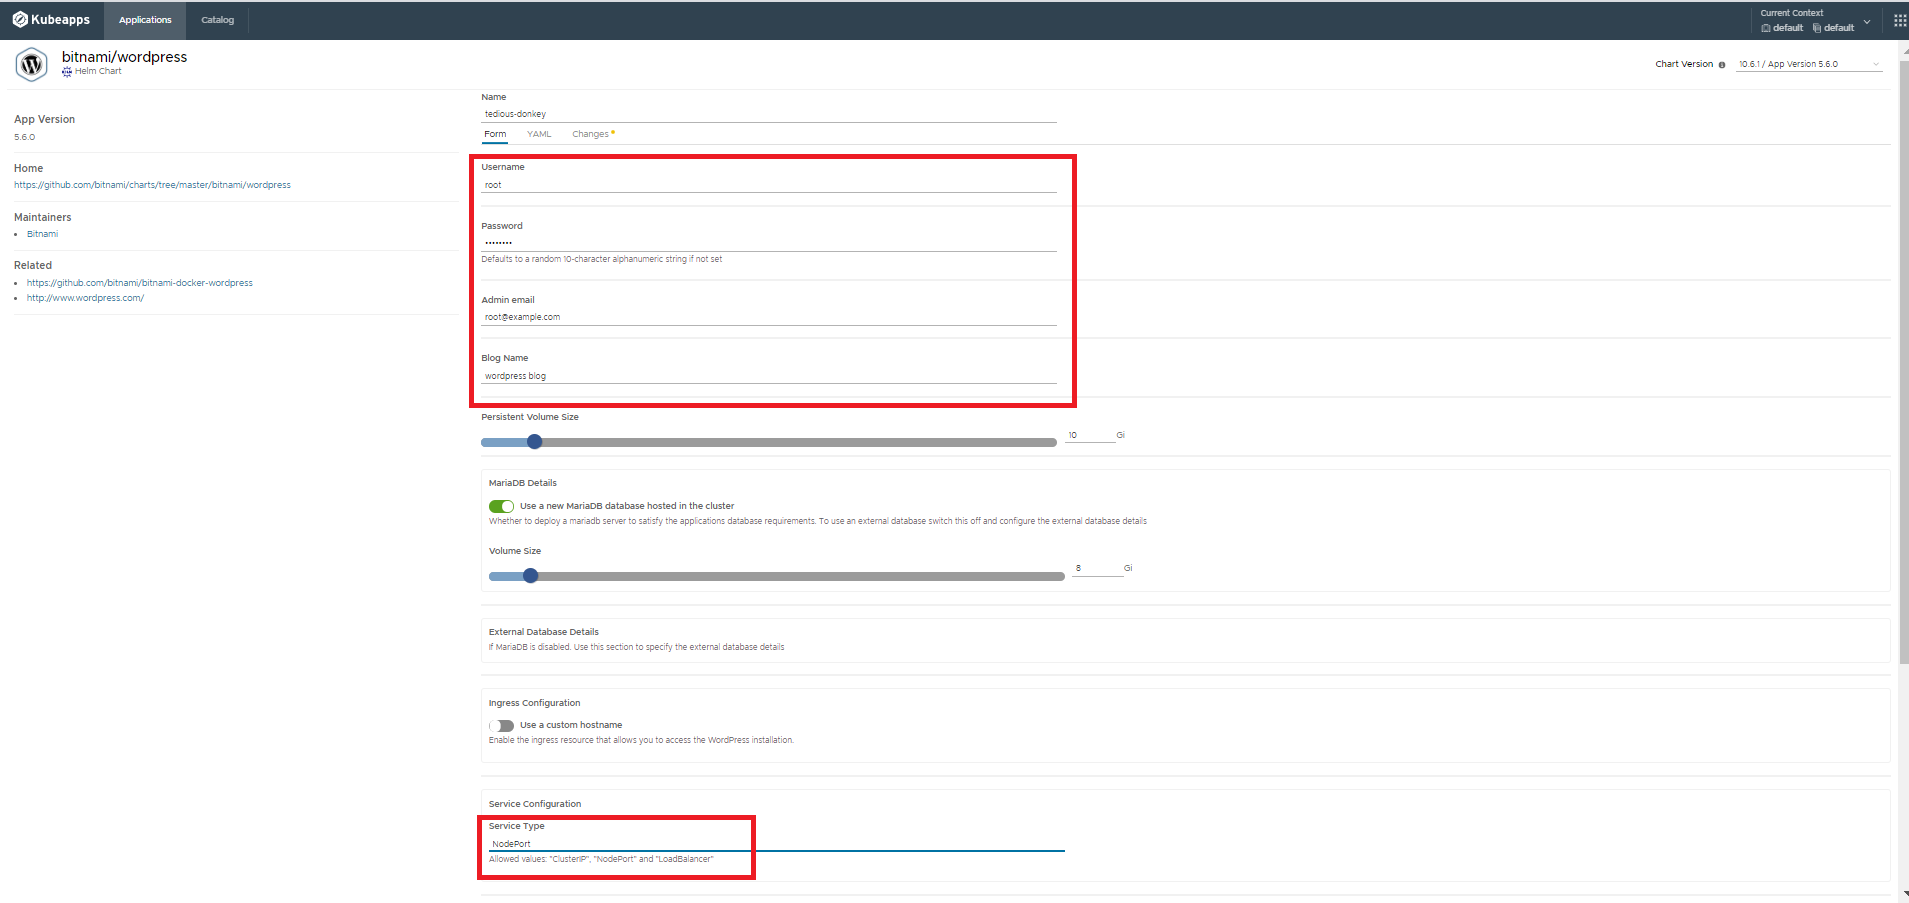 Kubeapps
Applications
Catalog
Current Context
default default
bitnami/wordpress
Helm Chart
Chart Version
10.6.1 / App Version 5.6.0
App Version
5.6.0
Home
https://github.com/bitnami/charts/tree/master/bitnami/wordpress
Maintainers
Bitnami
Related
https://github.com/bitnami/bitnami-docker-wordpress
http://www.wordpress.com/
Name
tedious-donkey
Form YAML Changes
Username
root
Password
••••••••
Defaults to a random 10-character alphanumeric string if not set
Admin email
root@example.com
Blog Name
wordpress blog
Persistent Volume Size
10 Gi
MariaDB Details
Use a new MariaDB database hosted in the cluster
Whether to deploy a mariadb server to satisfy the applications database requirements. To use an external database switch this off and configure the external database details
Volume Size
8 Gi
External Database Details
If MariaDB is disabled. Use this section to specify the external database details
Ingress Configuration
Use a custom hostname
Enable the ingress resource that allows you to access the WordPress installation.
Service Configuration
Service Type
NodePort
Allowed values: "ClusterIP", "NodePort" and "LoadBalancer"